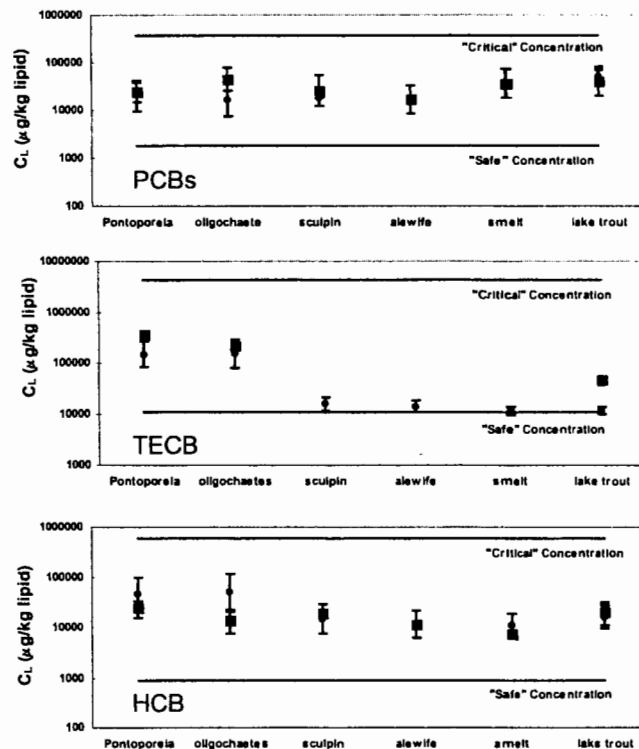 1000000
"Critical" Concentration
100000
10000
1000
"Safe" Concentration
100
PCBs
CL (µg/kg lipid)
Pontoporeia oligochaete sculpin alewife smelt lake trout
10000000
1000000
"Critical" Concentration
100000
10000
"Safe" Concentration
1000
TECB
CL (µg/kg lipid)
Pontoporeia oligochaetes sculpin alewife smelt lake trout
1000000
"Critical" Concentration
100000
10000
1000
"Safe" Concentration
100
HCB
CL (µg/kg lipid)
Pontoporeia oligochaetes sculpin alewife smelt lake trout